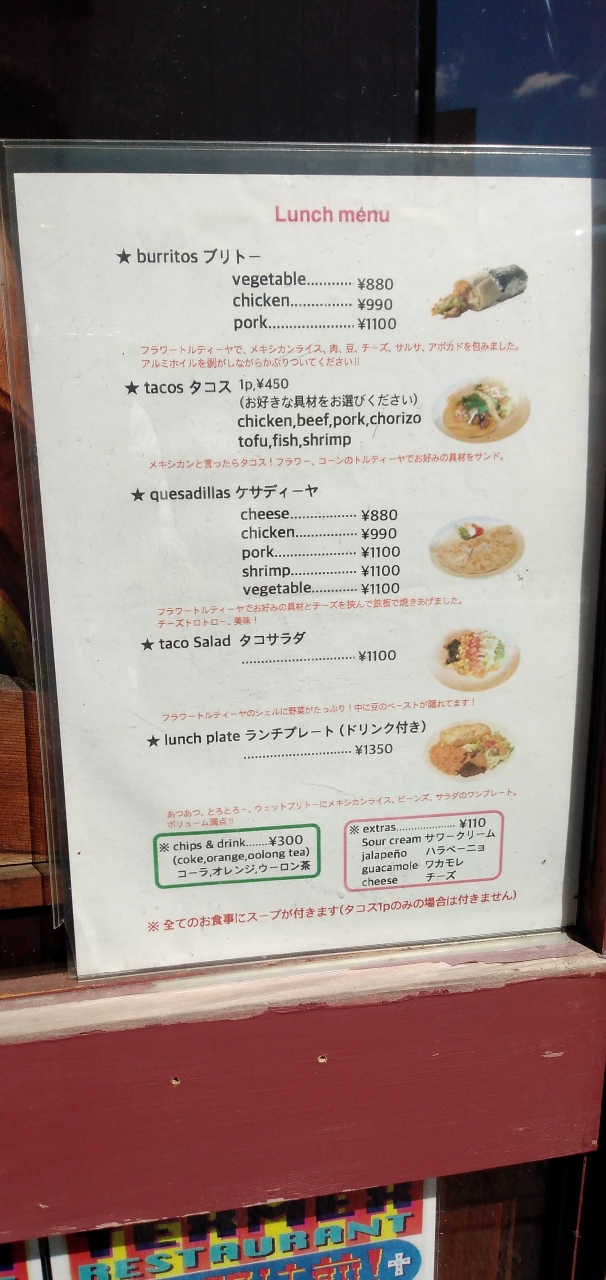 Lunch menu
★ burritos ブリトー
vegetable........... ¥880
chicken............... ¥990
pork..................... ¥1100
フラワートルティーヤで、メキシカンライス、肉、豆、チーズ、サルサ、アボカドを包みました。
アルミホイルを剥がしながらかぶりついてください!!
★ tacos タコス 1p,¥450
(お好きな具材をお選びください)
chicken,beef,pork,chorizo
tofu,fish,shrimp
メキシカンと言ったらタコス！フラワー、コーンのトルティーヤでお好みの具材をサンド。
★ quesadillas ケサディーヤ
cheese................ ¥880
chicken............... ¥990
pork.................... ¥1100
shrimp................ ¥1100
vegetable........... ¥1100
フラワートルティーヤでお好みの具材とチーズを挟んで鉄板で焼きあげました。
チーズトロトロー、美味！
★ taco Salad タコサラダ
............................ ¥1100
フラワートルティーヤのシェルに野菜がたっぷり！中に豆のペーストが隠れてます！
★ lunch plate ランチプレート (ドリンク付き)
........................... ¥1350
あつあつ、とろとろー、ウェットブリトーにメキシカンライス、ビーンズ、サラダのワンプレート。
ボリューム満点!!
※ chips & drink.......¥300
(coke,orange,oolong tea)
コーラ,オレンジ,ウーロン茶
※ extras.................... ¥110
Sour cream サワークリーム
jalapeño ハラペーニョ
guacamole ワカモレ
cheese チーズ
※ 全てのお食事にスープが付きます(タコス1pのみの場合は付きません)
TEXMEX
RESTAURANT